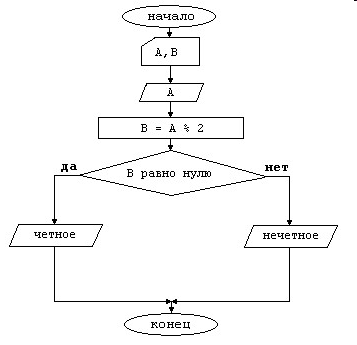 начало
A,B
A
B = A % 2
В равно нулю
да
нет
четное
нечетное
конец